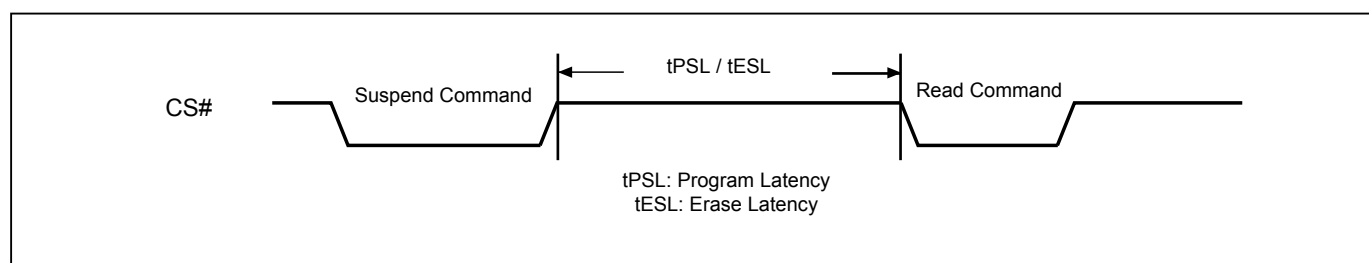 tPSL / tESL
Suspend Command
Read Command
CS#
tPSL: Program Latency
tESL: Erase Latency